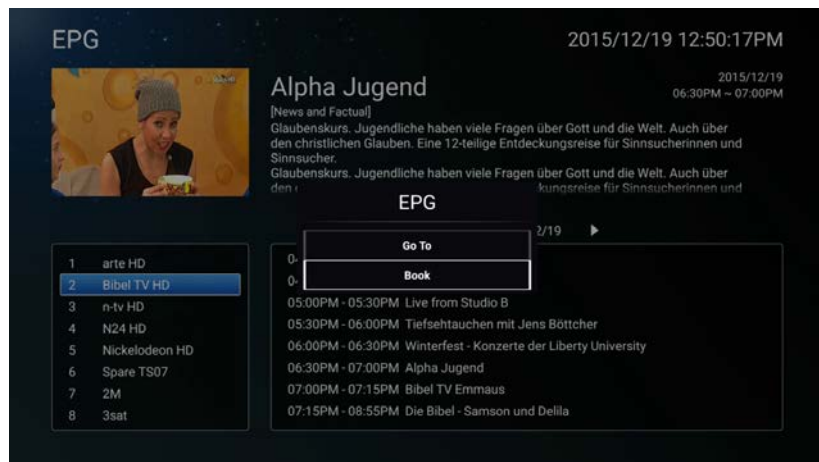 EPG
2015/12/19 12:50:17PM
Alpha Jugend
2015/12/19
06:30PM ~ 07:00PM
[News and Factual]
Glaubenskurs. Jugendliche haben viele Fragen über Gott und die Welt. Auch über
den christlichen Glauben. Eine 12-teilige Entdeckungsreise für Sinnsucherinnen und
Sinnsucher.
Glaubenskurs. Jugendliche haben viele Fragen über Gott und die Welt. Auch über
den kungsreise für Sinnsucherinnen und
EPG
2/19
Go To
Book
1 arte HD
2 Bibel TV HD
3 n-tv HD
4 N24 HD
5 Nickelodeon HD
6 Spare TS07
7 2M
8 3sat
05:00PM - 05:30PM Live from Studio B
05:30PM - 06:00PM Tiefsehtauchen mit Jens Böttcher
06:00PM - 06:30PM Winterfest - Konzerte der Liberty University
06:30PM - 07:00PM Alpha Jugend
07:00PM - 07:15PM Bibel TV Emmaus
07:15PM - 08:55PM Die Bibel - Samson und Delila